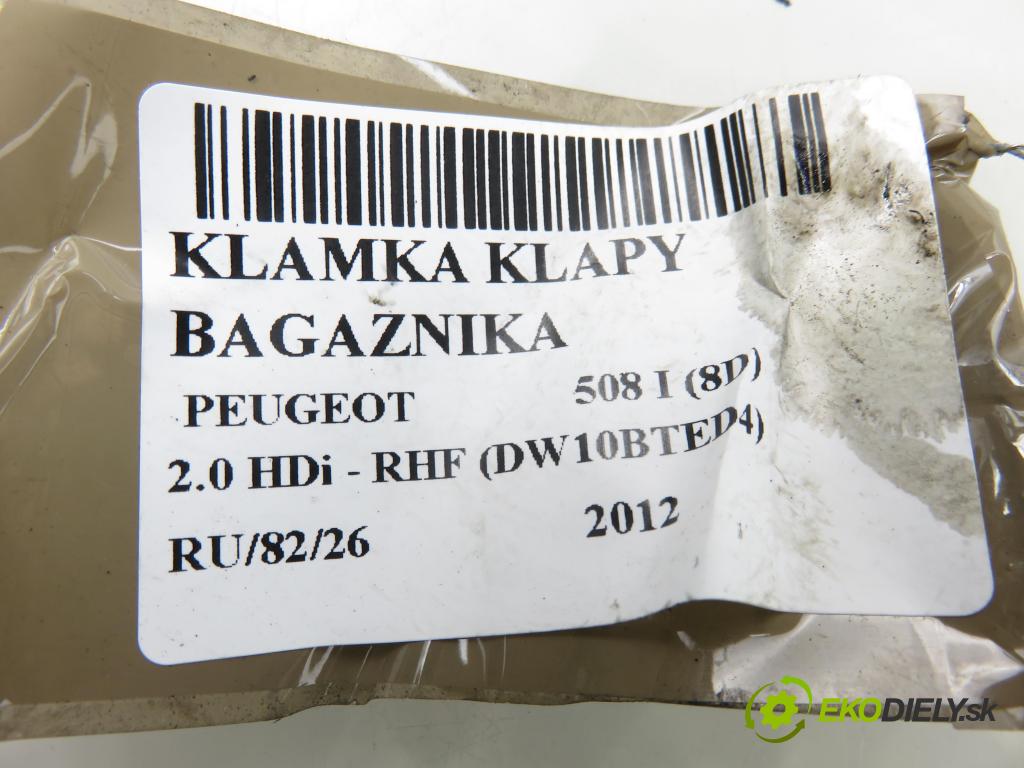 KLAMKA KLAPY
BAGAZNIKA
PEUGEOT 508 I (8D)
2.0 HDi - RHF (DW10BTED4)
RU/82/26 2012
EKODIELY.sk